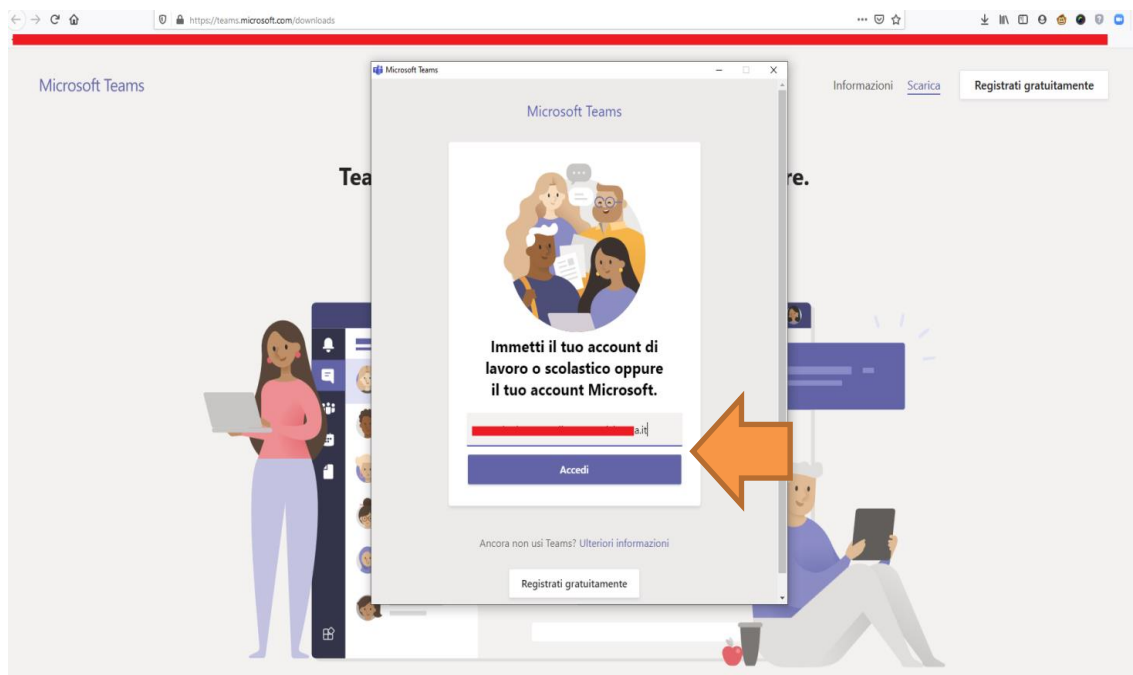 https://teams.microsoft.com/downloads
Microsoft Teams
Informazioni Scarica Registrati gratuitamente
Tea
re.
Microsoft Teams
Microsoft Teams
Immetti il tuo account di
lavoro o scolastico oppure
il tuo account Microsoft.
a.it
Accedi
Ancora non usi Teams? Ulteriori informazioni
Registrati gratuitamente